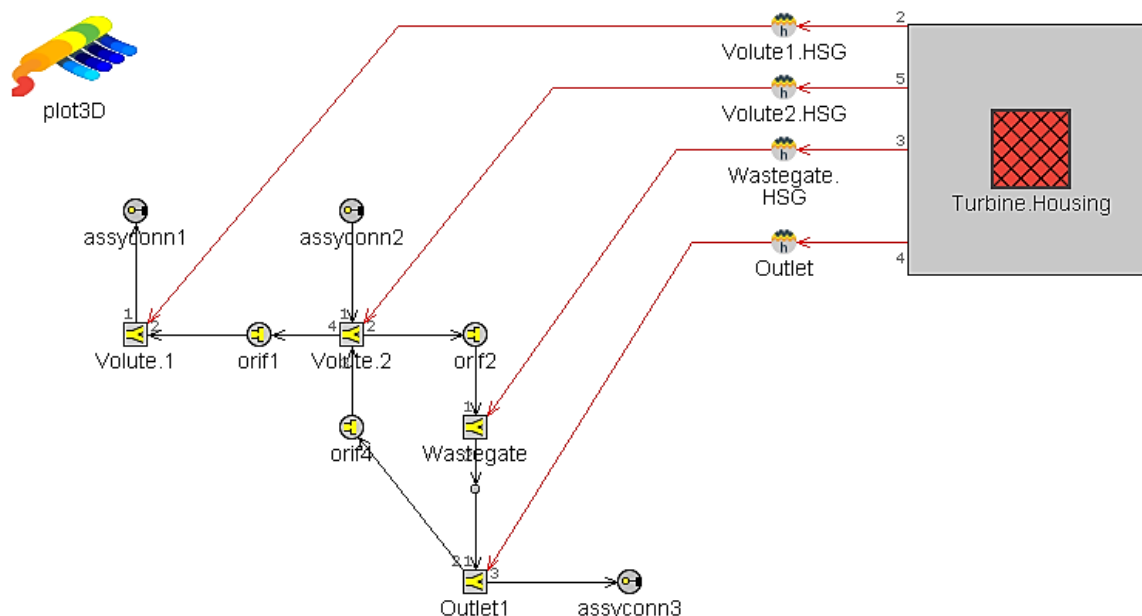 2
h
Volute1.HSG
plot3D
5
h
Volute2.HSG
3
h
Wastegate.
HSG
Turbine.Housing
4
h
Outlet
assyconn1
assyconn2
1
2
Volute.1
orif1
4
1
2
Volute.2
orif2
1
orif4
Wastegate
2
1
3
Outlet1
assyconn3